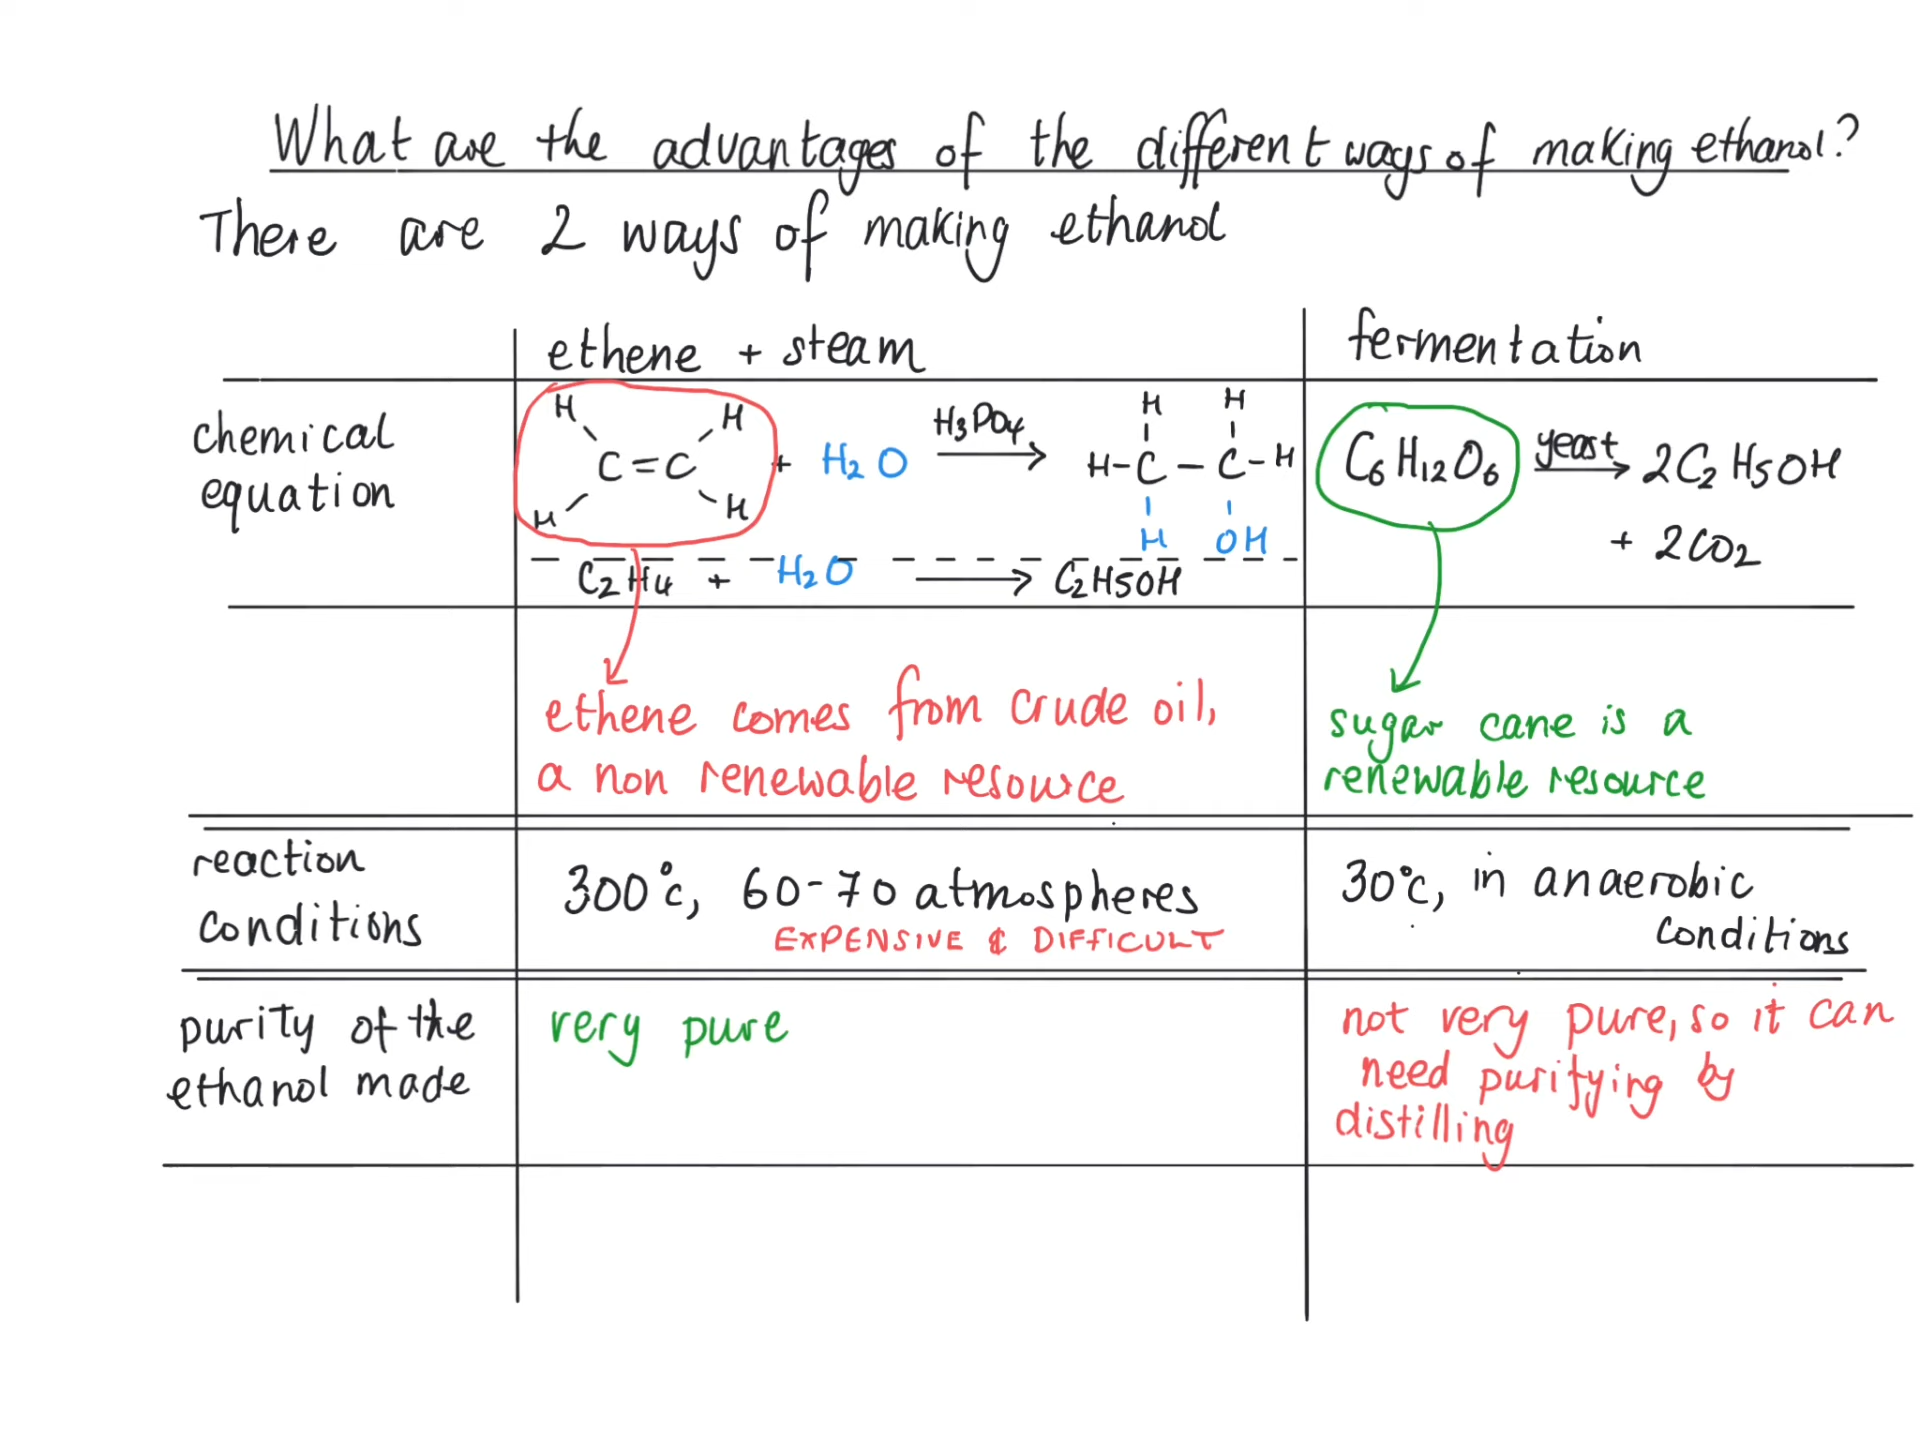 What are the advantages of the different ways of making ethanol?
There are 2 ways of making ethanol
ethene + steam
fermentation
chemical
equation
H H
C = C + H2O H3PO4 H-C-C-H
H H
H H
H OH
C2H4 + H2O → C2H5OH
C6H12O6 yeast → 2C2H5OH
+ 2CO2
ethene comes from crude oil,
a non renewable resource
sugar cane is a
renewable resource
reaction
conditions
300°c, 60-70 atmospheres
EXPENSIVE & DIFFICULT
30°c, in anaerobic
conditions
purity of the
ethanol made
very pure
not very pure, so it can
need purifying by
distilling